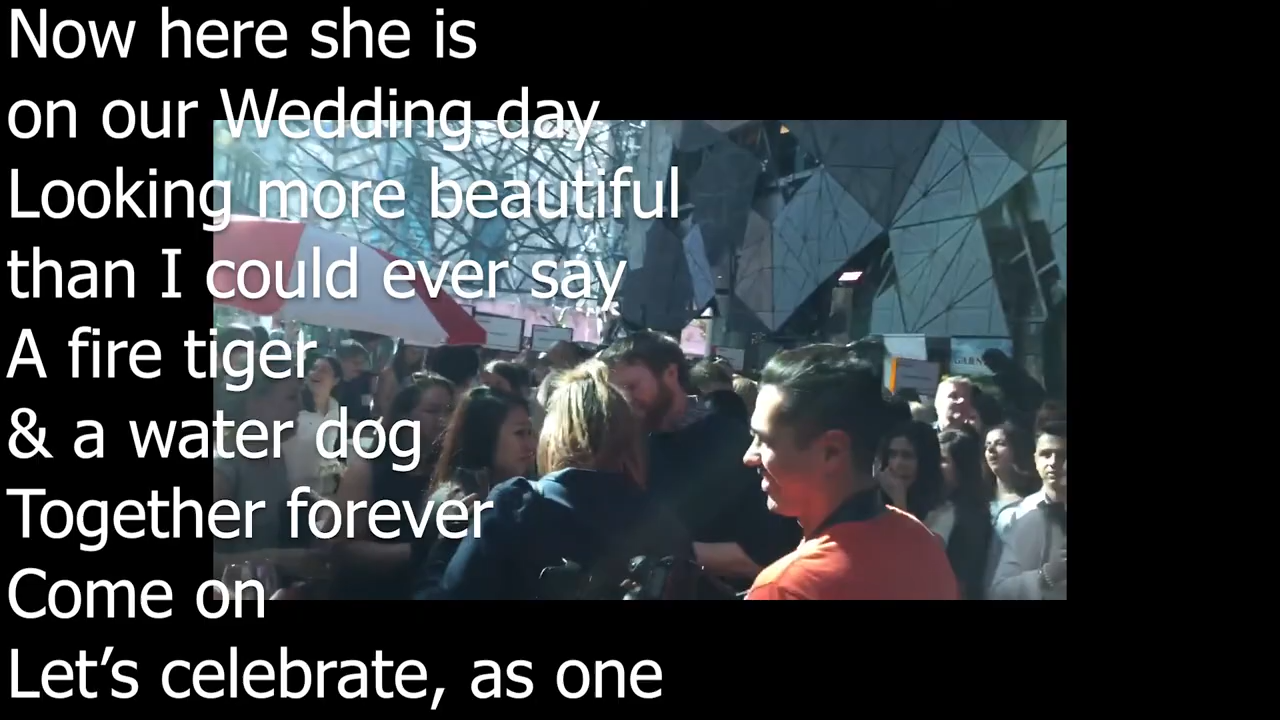 Now here she is
on our Wedding day
Looking more beautiful
than I could ever say
A fire tiger
& a water dog
Together forever
Come on
Let’s celebrate, as one